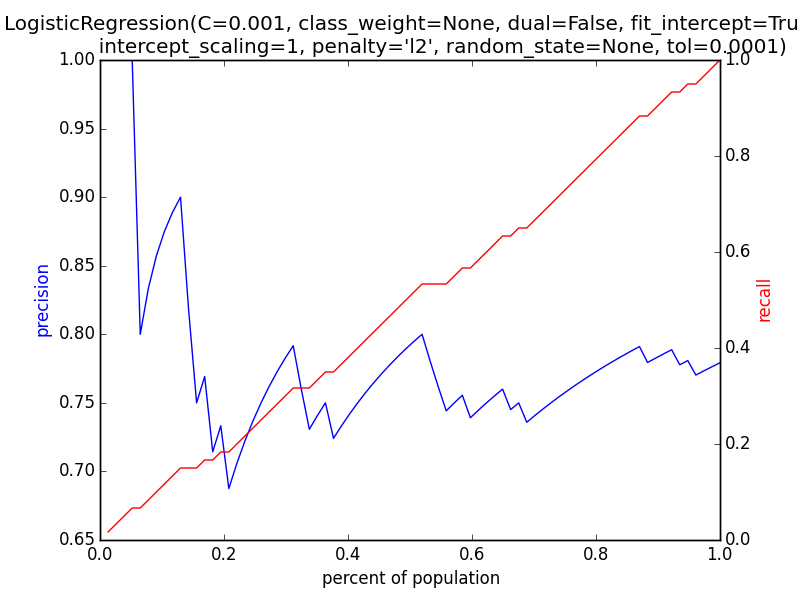 LogisticRegression(C=0.001, class_weight=None, dual=False, fit_intercept=Tru
intercept_scaling=1, penalty='l2', random_state=None, tol=0.0001)
1.00
0.95
0.90
0.85
0.80
0.75
0.70
0.65
precision
1.0
0.8
0.6
0.4
0.2
0.0
recall
0.0 0.2 0.4 0.6 0.8 1.0
percent of population